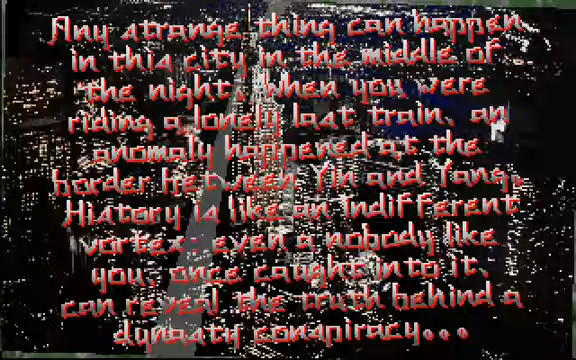 Any strange thing can happen
in this city in the middle of
the night. When you were
riding a lonely last train, an
anomaly happened at the
border between Yin and Yang.
History is like an indifferent
vortex; even a nobody like
you, once caught into it,
can reveal the truth behind a
dynasty conspiracy...